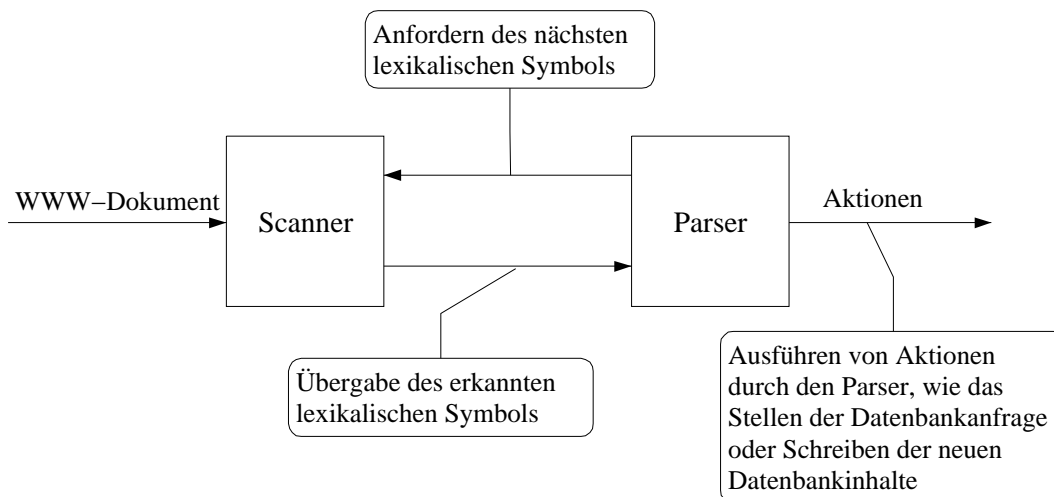 Anfordern des nächsten
lexikalischen Symbols
WWW−Dokument
Scanner
Parser
Aktionen
Übergabe des erkannten
lexikalischen Symbols
Ausführen von Aktionen
durch den Parser, wie das
Stellen der Datenbankanfrage
oder Schreiben der neuen
Datenbankinhalte